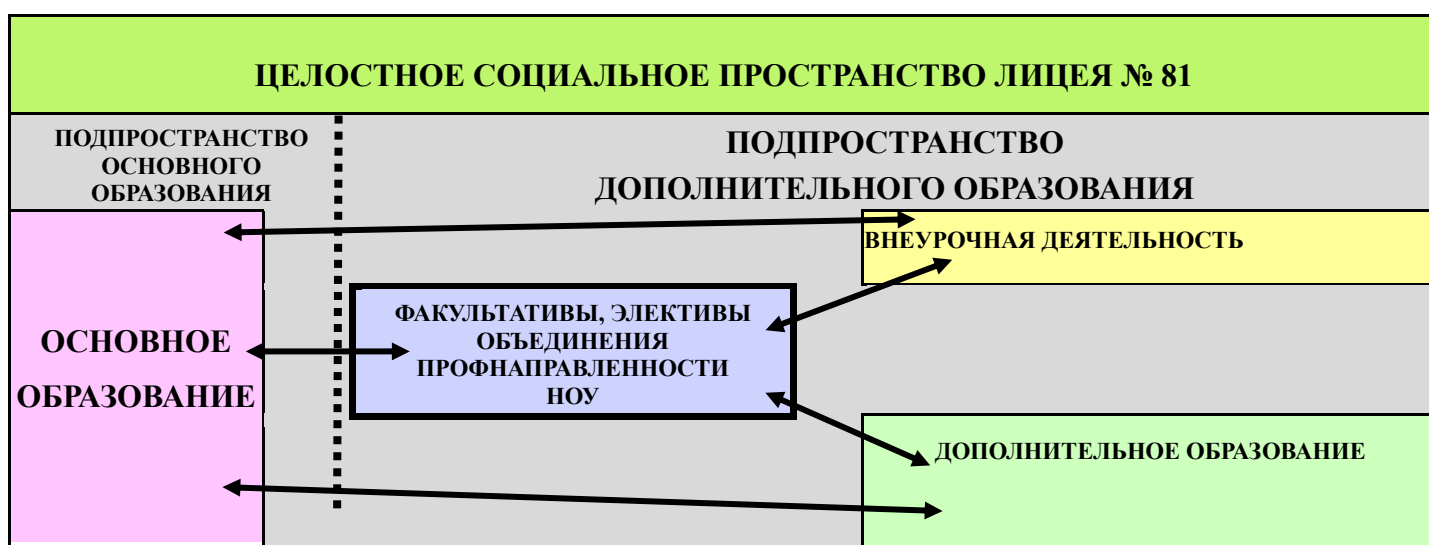 ЦЕЛОСТНОЕ СОЦИАЛЬНОЕ ПРОСТРАНСТВО ЛИЦЕЯ № 81
ПОДПРОСТРАНСТВО
ОСНОВНОГО
ОБРАЗОВАНИЯ
ПОДПРОСТРАНСТВО
ДОПОЛНИТЕЛЬНОГО ОБРАЗОВАНИЯ
ВНЕУРОЧНАЯ ДЕЯТЕЛЬНОСТЬ
ОСНОВНОЕ
ОБРАЗОВАНИЕ
ФАКУЛЬТАТИВЫ, ЭЛЕКТИВЫ
ОБЪЕДИНЕНИЯ
ПРОФНАПРАВЛЕННОСТИ
НОУ
ДОПОЛНИТЕЛЬНОЕ ОБРАЗОВАНИЕ